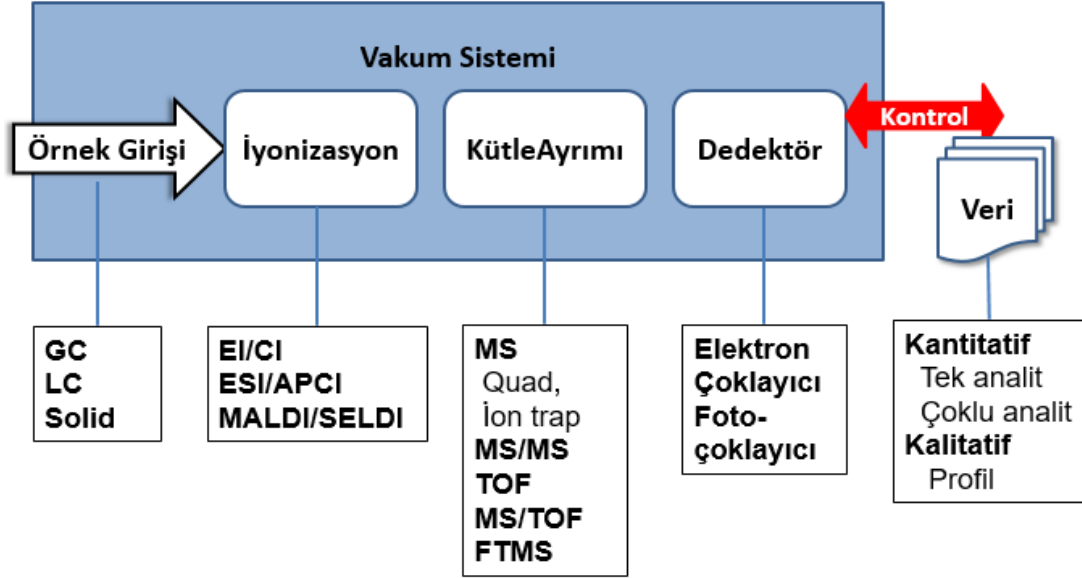 Vakum Sistemi
Örnek Girişi
İyonizasyon
KütleAyrımı
Dedektör
Kontrol
Veri
GC
LC
Solid
EI/CI
ESI/APCI
MALDI/SELDI
MS
Quad,
İon trap
MS/MS
TOF
MS/TOF
FTMS
Elektron
Çoklayıcı
Foto-
çoklayıcı
Kantitatif
Tek analit
Çoklu analit
Kalitatif
Profil